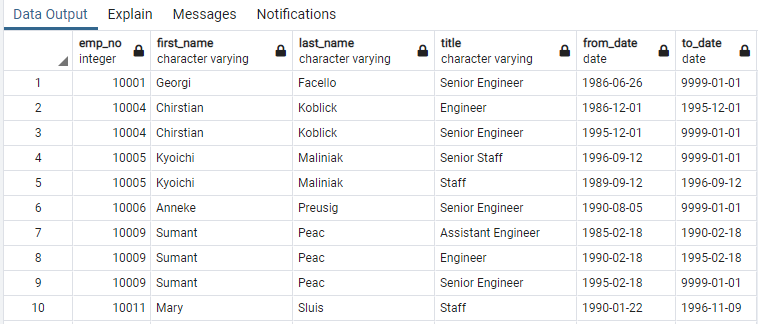 Data Output Explain Messages Notifications
emp_no first_name last_name title from_date to_date
integer character varying character varying character varying date date
1 10001 Georgi Facello Senior Engineer 1986-06-26 9999-01-01
2 10004 Chirstian Koblick Engineer 1986-12-01 1995-12-01
3 10004 Chirstian Koblick Senior Engineer 1995-12-01 9999-01-01
4 10005 Kyoichi Maliniak Senior Staff 1996-09-12 9999-01-01
5 10005 Kyoichi Maliniak Staff 1989-09-12 1996-09-12
6 10006 Anneke Preusig Senior Engineer 1990-08-05 9999-01-01
7 10009 Sumant Peac Assistant Engineer 1985-02-18 1990-02-18
8 10009 Sumant Peac Engineer 1990-02-18 1995-02-18
9 10009 Sumant Peac Senior Engineer 1995-02-18 9999-01-01
10 10011 Mary Sluis Staff 1990-01-22 1996-11-09